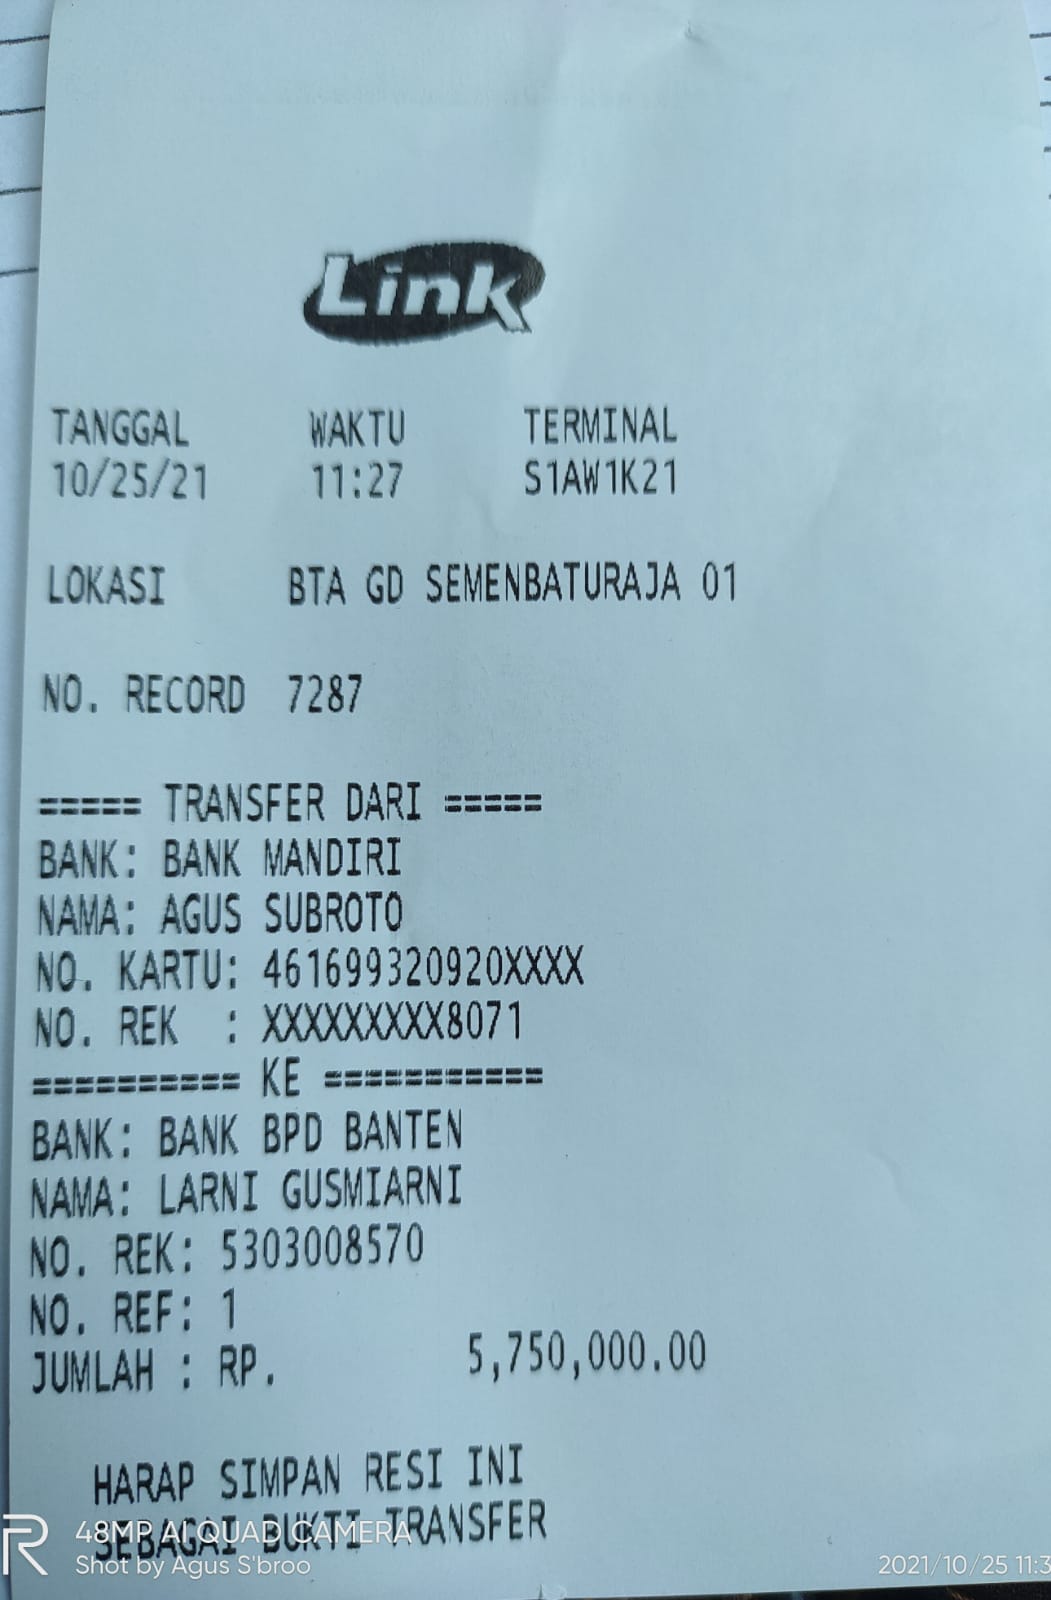 Link
TANGGAL WAKTU TERMINAL
10/25/21 11:27 S1AW1K21
LOKASI BTA GD SEMENBATURAJA 01
NO. RECORD 7287
===== TRANSFER DARI =====
BANK: BANK MANDIRI
NAMA: AGUS SUBROTO
NO. KARTU: 461699320920XXXX
NO. REK : XXXXXXXXX8071
========== KE ===========
BANK: BANK BPD BANTEN
NAMA: LARNI GUSMIARNI
NO. REK: 5303008570
NO. REF: 1
JUMLAH : RP. 5,750,000.00
HARAP SIMPAN RESI INI
SEBAGAI BUKTI TRANSFER
R 48MP AI QUAD CAMERA
Shot by Agus S'broo
2021/10/25 11:3